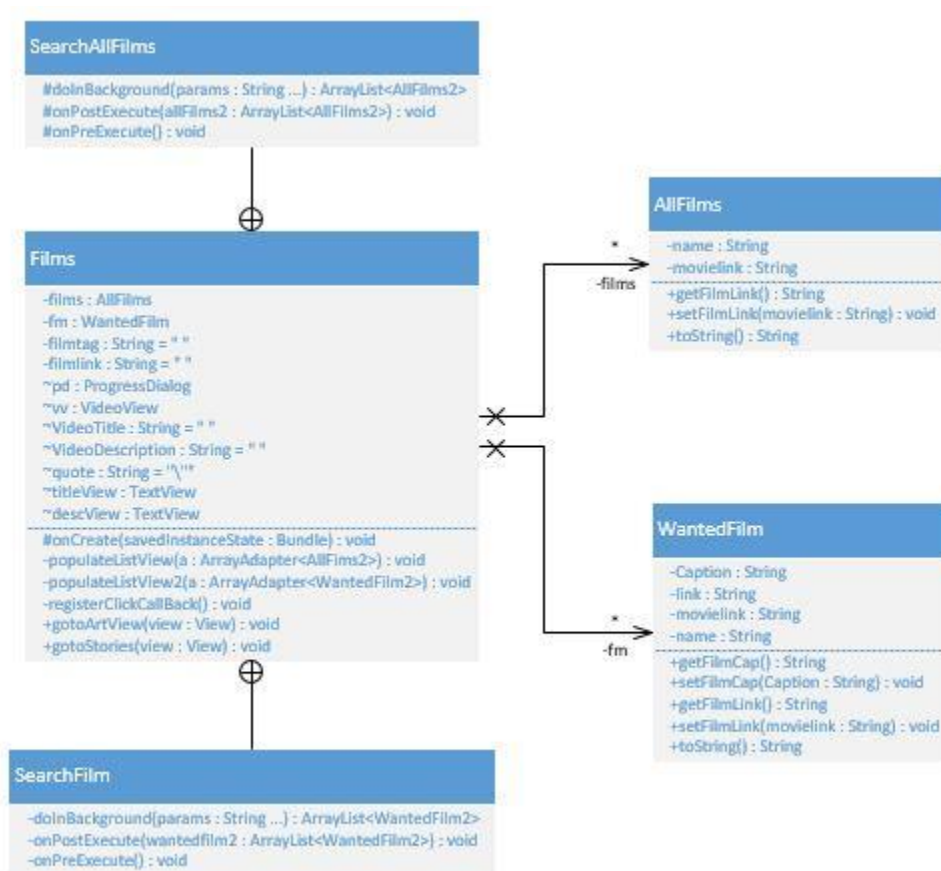 SearchAllFilms
#doInBackground(params : String ...) : ArrayList<AllFilms2>
#onPostExecute(allFilms2 : ArrayList<AllFilms2>) : void
#onPreExecute() : void
Films
-films : AllFilms
-fm : WantedFilm
-filmtag : String = " "
-filmlink : String = " "
~pd : ProgressDialog
~vv : VideoView
~VideoTitle : String = " "
~VideoDescription : String = " "
~quote : String = "\""
~titleView : TextView
~descView : TextView
#onCreate(savedInstanceState : Bundle) : void
-populateListView(a : ArrayAdapter<AllFims2>) : void
-populateListView2(a : ArrayAdapter<WantedFilm2>) : void
-registerClickCallBack() : void
+gotoArtView(view : View) : void
+gotoStories(view : View) : void
SearchFilm
-doInBackground(params : String ...) : ArrayList<WantedFilm2>
-onPostExecute(wantedfilm2 : ArrayList<WantedFilm2>) : void
-onPreExecute() : void
*
-films
AllFilms
-name : String
-movielink : String
+getFilmLink() : String
+setFilmLink(movielink : String) : void
+toString() : String
*
-fm
WantedFilm
-Caption : String
-link : String
-movielink : String
-name : String
+getFilmCap() : String
+setFilmCap(Caption : String) : void
+getFilmLink() : String
+setFilmLink(movielink : String) : void
+toString() : String